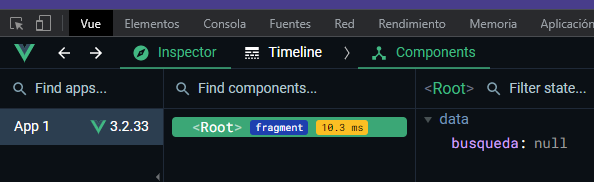 Vue Elementos Consola Fuentes Red Rendimiento Memoria Aplicación
Inspector Timeline Components
Find apps... Find components... <Root> Filter state...
App 1 3.2.33 <Root> fragment 10.3 ms data
busqueda: null